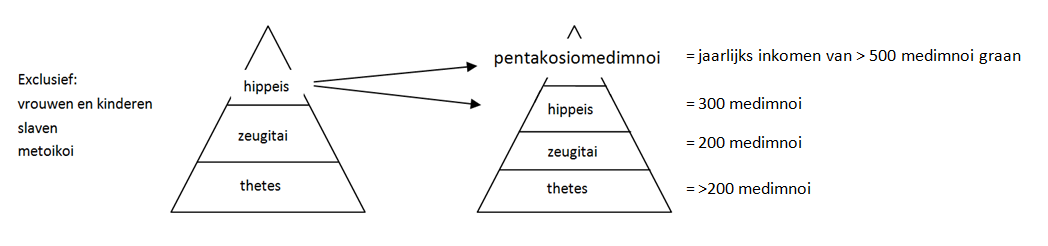 Exclusief:
vrouwen en kinderen
slaven
metoikoi
hippeis
zeugitai
thetes
pentakosiomedimnoi
= jaarlijks inkomen van > 500 medimnoi graan
hippeis
= 300 medimnoi
zeugitai
= 200 medimnoi
thetes
= >200 medimnoi